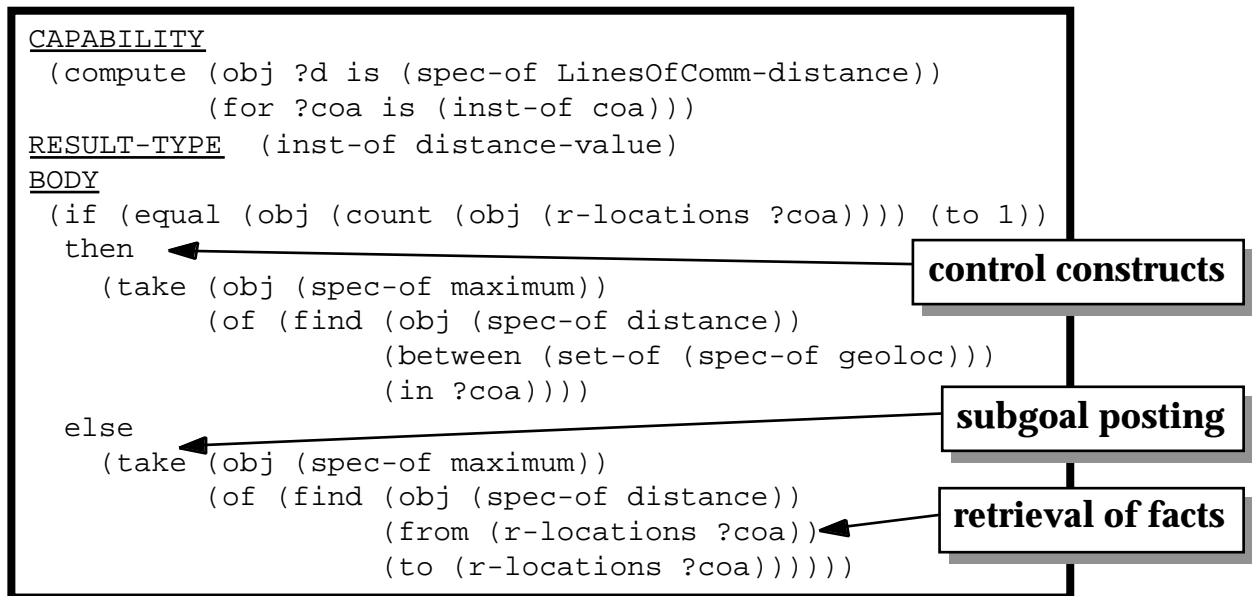 CAPABILITY
(compute (obj ?d is (spec-of LinesOfComm-distance))
(for ?coa is (inst-of coa)))
RESULT-TYPE (inst-of distance-value)
BODY
(if (equal (obj (count (obj (r-locations ?coa)))) (to 1))
then
control constructs
(take (obj (spec-of maximum))
(of (find (obj (spec-of distance))
(between (set-of (spec-of geoloc)))
(in ?coa))))
subgoal posting
else
(take (obj (spec-of maximum))
(of (find (obj (spec-of distance))
(from (r-locations ?coa))
retrieval of facts
(to (r-locations ?coa))))))